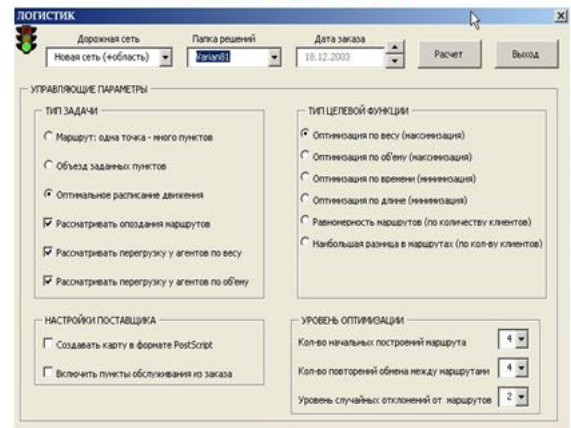 ЛОГИСТИК
Дорожная сеть Папка решений Дата заказа
Новая сеть (+область) Varian81 18.12.2003 Расчет Выход
УПРАВЛЯЮЩИЕ ПАРАМЕТРЫ
ТИП ЗАДАЧИ
Маршрут: одна точка - много пунктов
Объезд заданных пунктов
Оптимальное расписание движения
Рассматривать опоздания маршрутов
Рассматривать перегрузку у агентов по весу
Рассматривать перегрузку у агентов по об'ему
ТИП ЦЕЛЕВОЙ ФУНКЦИИ
Оптимизация по весу (максимизация)
Оптимизация по об'ему (максимизация)
Оптимизация по времени (минимизация)
Оптимизация по длине (минимизация)
Равномерность маршрутов (по количеству клиентов)
Наибольшая разница в маршрутах (по кол-ву клиентов)
НАСТРОЙКИ ПОСТАВЩИКА
Создавать карту в формате PostScript
Включить пункты обслуживания из заказа
УРОВЕНЬ ОПТИМИЗАЦИИ
Кол-во начальных построений маршрута 4
Кол-во повторений обмена между маршрутами 4
Уровень случайных отклонений от маршрутов 2